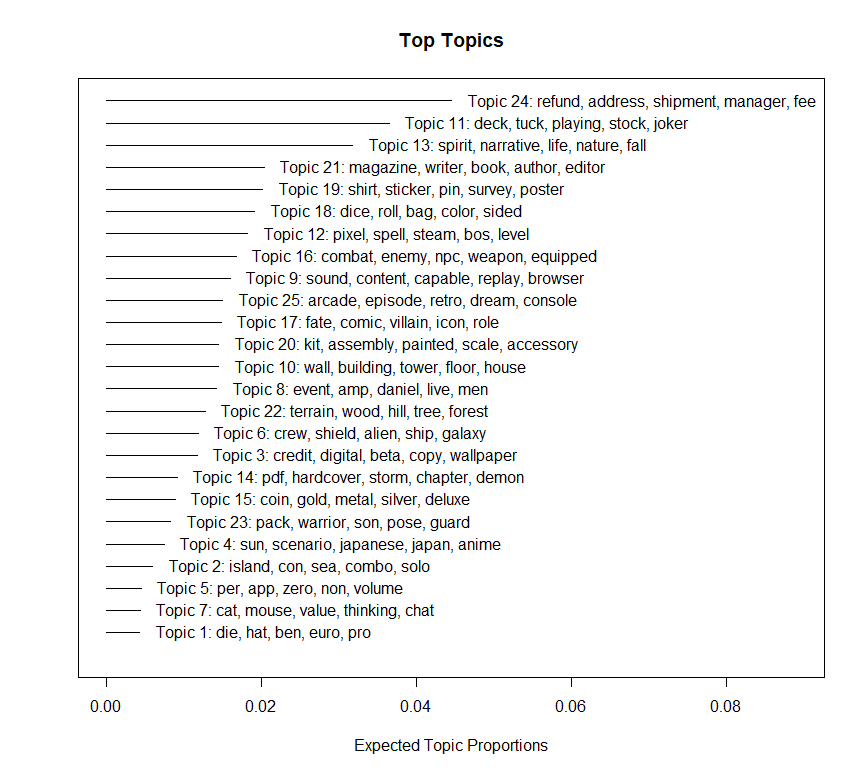 Top Topics
Topic 24: refund, address, shipment, manager, fee
Topic 11: deck, tuck, playing, stock, joker
Topic 13: spirit, narrative, life, nature, fall
Topic 21: magazine, writer, book, author, editor
Topic 19: shirt, sticker, pin, survey, poster
Topic 18: dice, roll, bag, color, sided
Topic 12: pixel, spell, steam, bos, level
Topic 16: combat, enemy, npc, weapon, equipped
Topic 9: sound, content, capable, replay, browser
Topic 25: arcade, episode, retro, dream, console
Topic 17: fate, comic, villain, icon, role
Topic 20: kit, assembly, painted, scale, accessory
Topic 10: wall, building, tower, floor, house
Topic 8: event, amp, daniel, live, men
Topic 22: terrain, wood, hill, tree, forest
Topic 6: crew, shield, alien, ship, galaxy
Topic 3: credit, digital, beta, copy, wallpaper
Topic 14: pdf, hardcover, storm, chapter, demon
Topic 15: coin, gold, metal, silver, deluxe
Topic 23: pack, warrior, son, pose, guard
Topic 4: sun, scenario, japanese, japan, anime
Topic 2: island, con, sea, combo, solo
Topic 5: per, app, zero, non, volume
Topic 7: cat, mouse, value, thinking, chat
Topic 1: die, hat, ben, euro, pro
0.00 0.02 0.04 0.06 0.08
Expected Topic Proportions